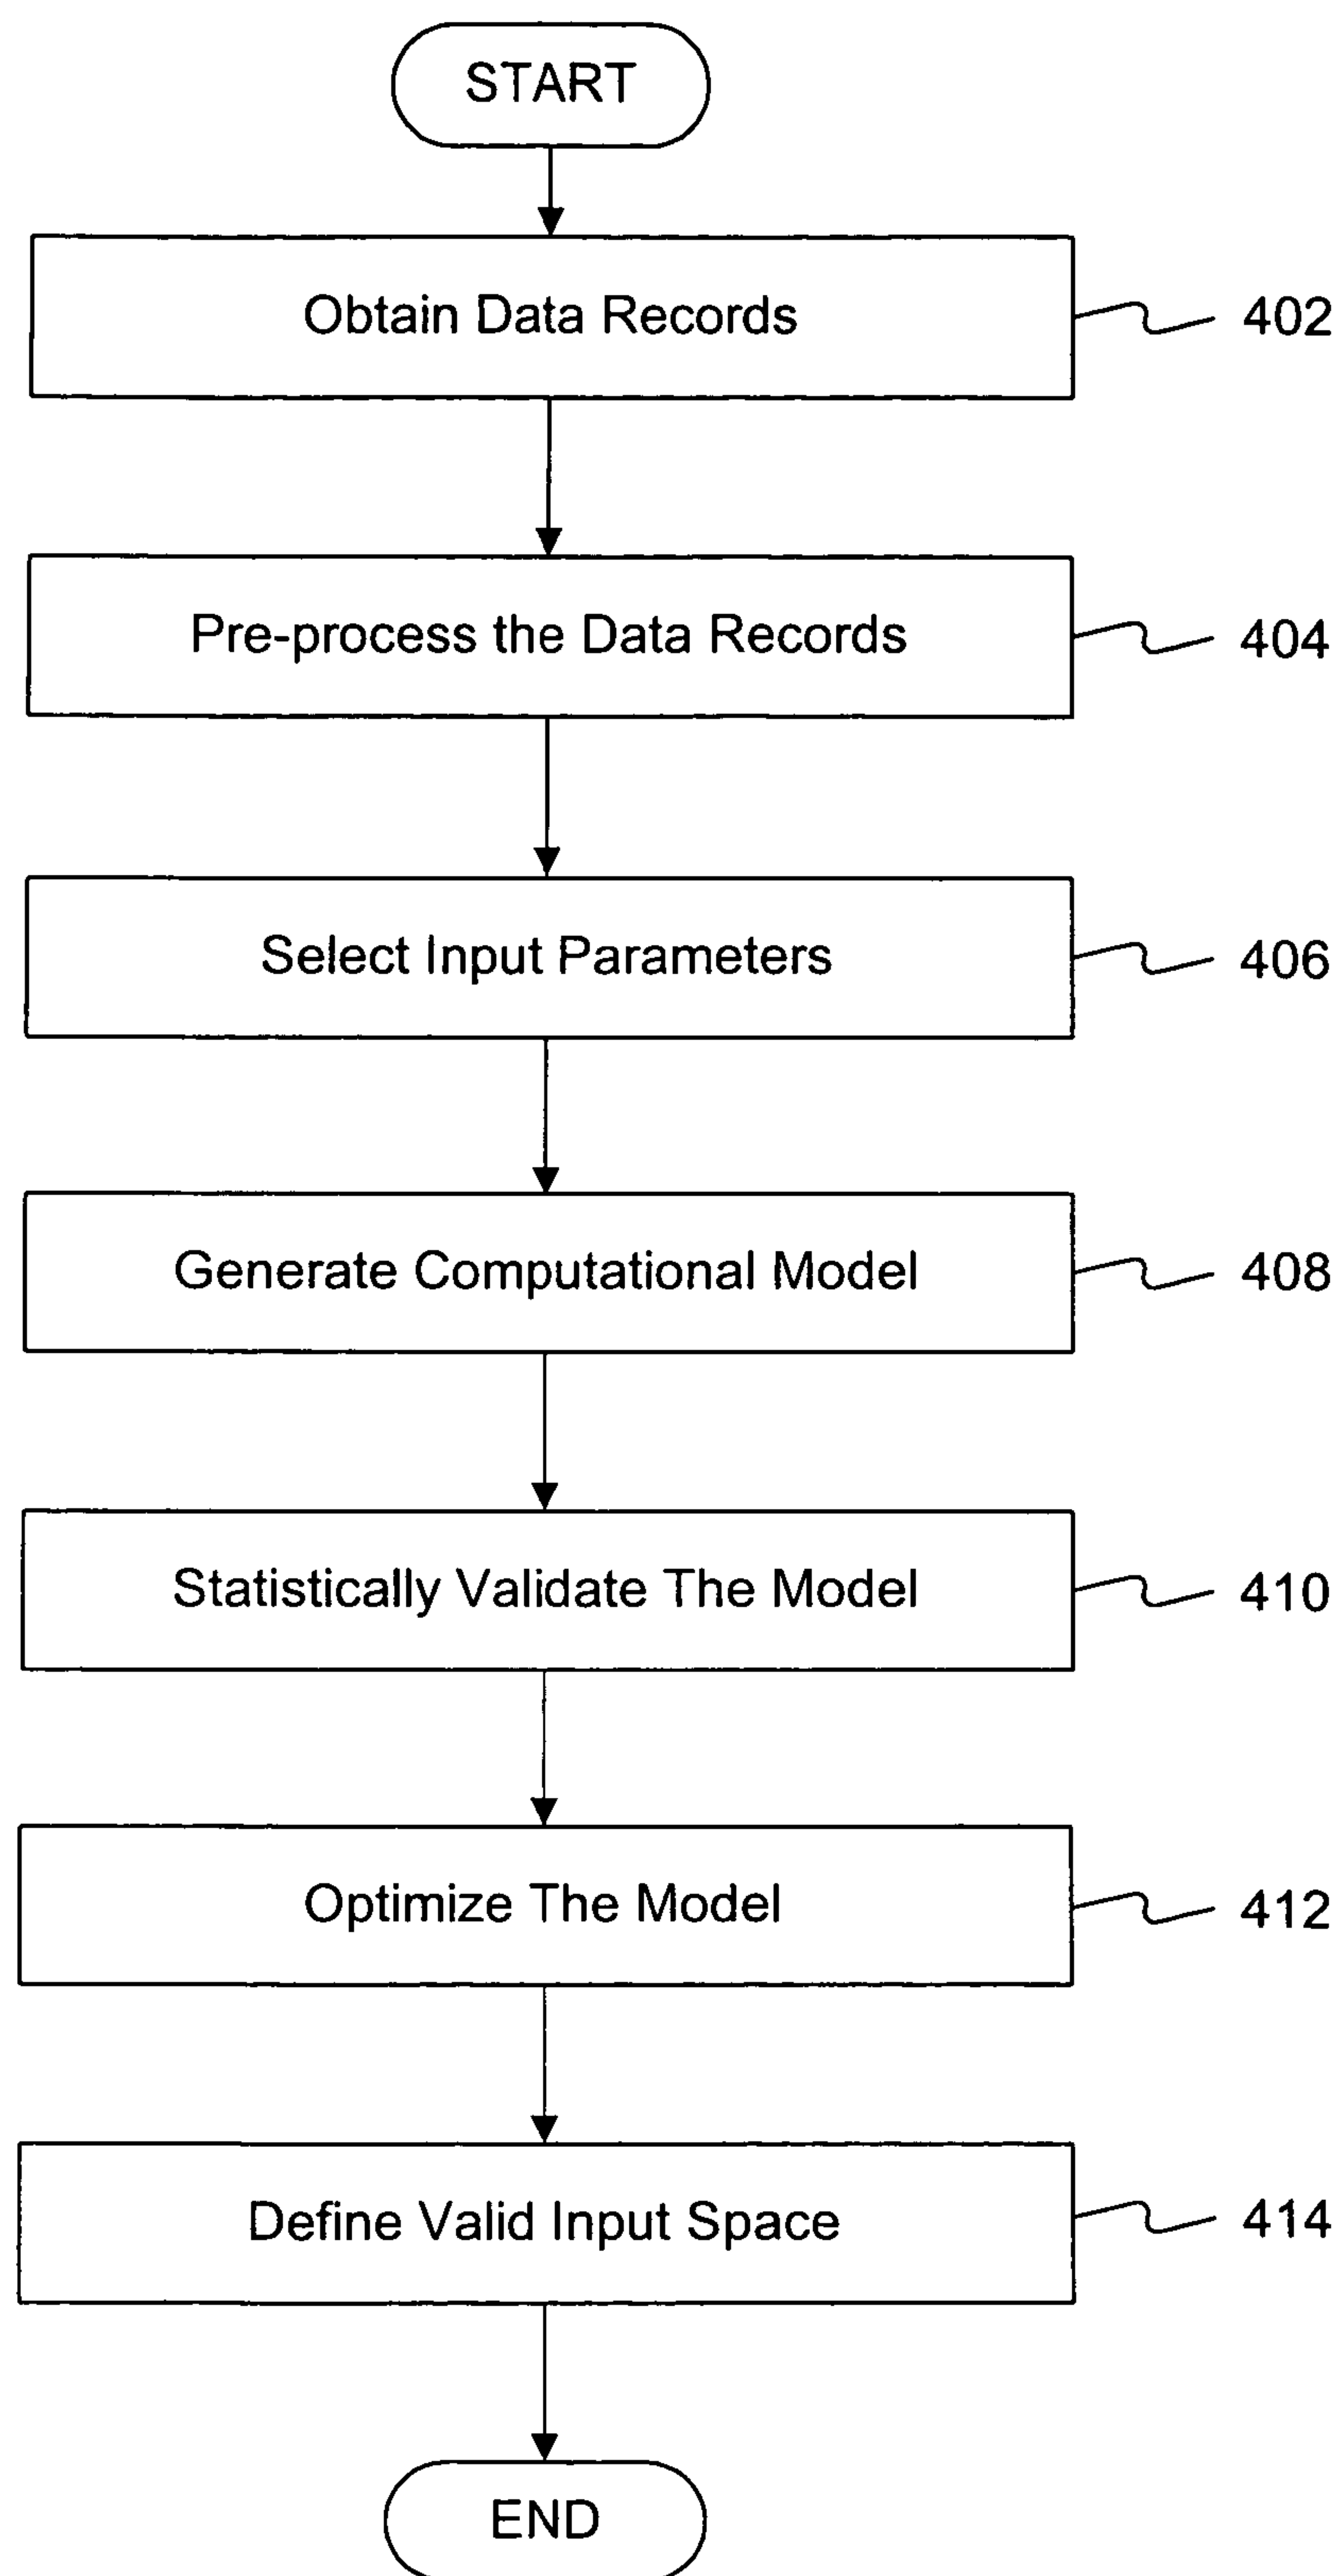 START
Obtain Data Records
402
Pre-process the Data Records
404
Select Input Parameters
406
Generate Computational Model
408
Statistically Validate The Model
410
Optimize The Model
412
Define Valid Input Space
414
END